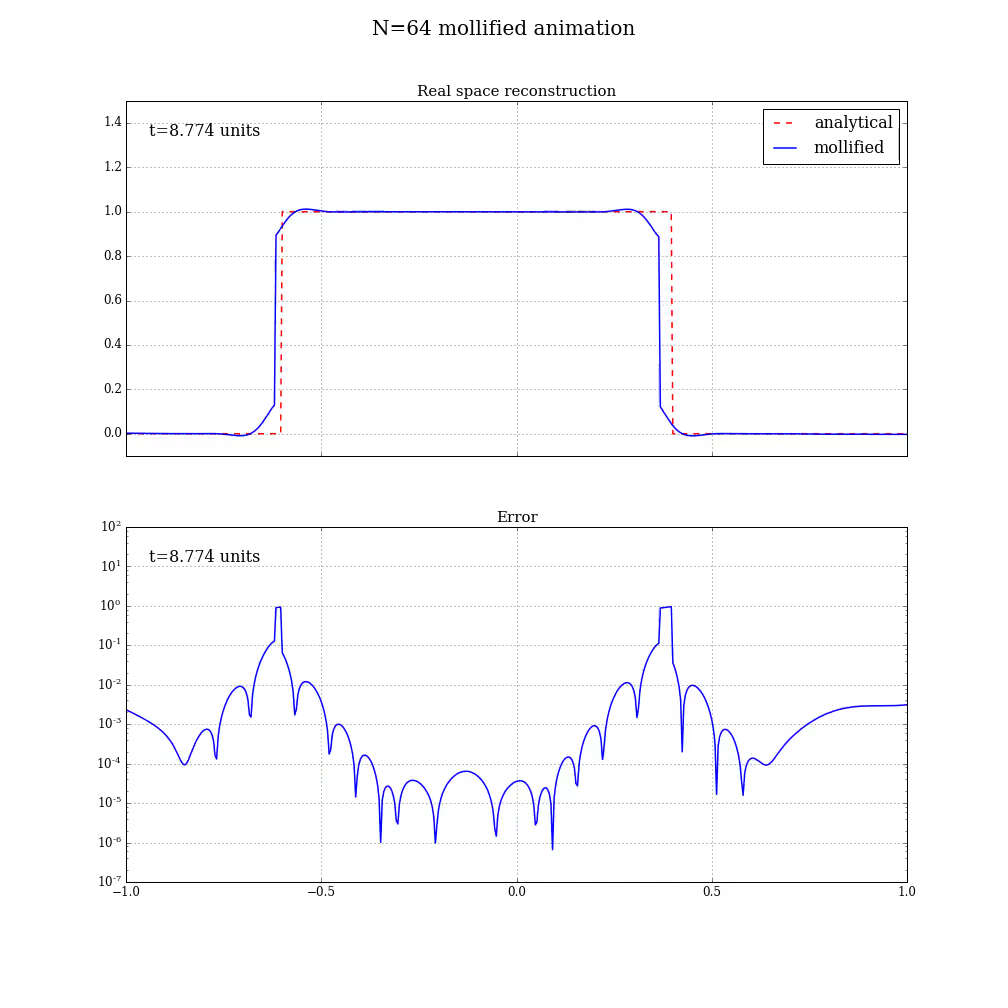 N=64 mollified animation
Real space reconstruction
t=8.774 units
analytical
mollified
1.4
1.2
1.0
0.8
0.6
0.4
0.2
0.0
Error
t=8.774 units
10²
10¹
10⁰
10⁻¹
10⁻²
10⁻³
10⁻⁴
10⁻⁵
10⁻⁶
10⁻⁷
−1.0 −0.5 0.0 0.5 1.0